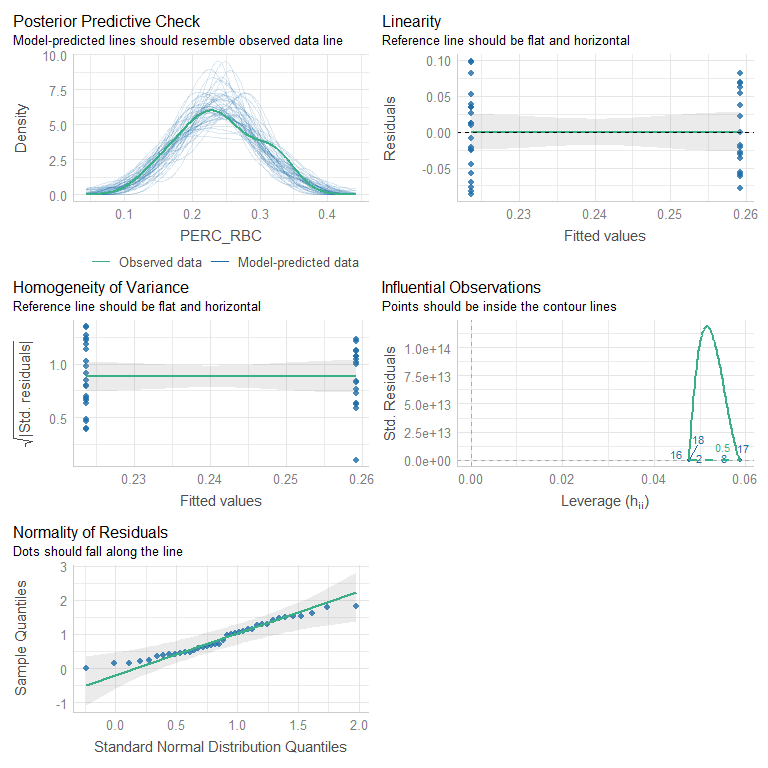 Posterior Predictive Check
Model-predicted lines should resemble observed data line
Density
10.0
7.5
5.0
2.5
0.0
0.1 0.2 0.3 0.4
PERC_RBC
Observed data Model-predicted data
Linearity
Reference line should be flat and horizontal
Residuals
0.10
0.05
0.00
-0.05
0.23 0.24 0.25 0.26
Fitted values
Homogeneity of Variance
Reference line should be flat and horizontal
√|Std. residuals|
1.0
0.5
0.23 0.24 0.25 0.26
Fitted values
Influential Observations
Points should be inside the contour lines
Std. Residuals
1.0e+14
7.5e+13
5.0e+13
2.5e+13
0.0e+00
16 18 2 0.5 8 17
0.00 0.02 0.04 0.06
Leverage (hii)
Normality of Residuals
Dots should fall along the line
Sample Quantiles
3
2
1
0
-1
0.0 0.5 1.0 1.5 2.0
Standard Normal Distribution Quantiles